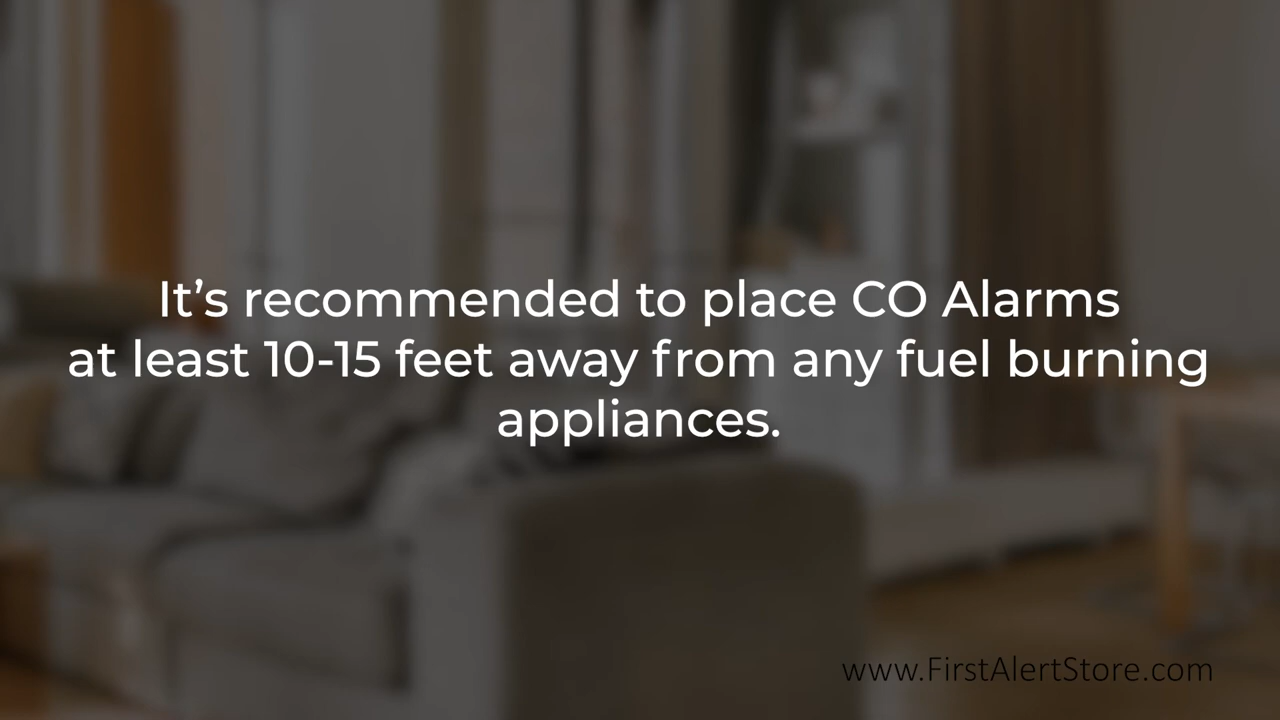 It’s recommended to place CO Alarms
at least 10-15 feet away from any fuel burning
appliances.
www.FirstAlertStore.com